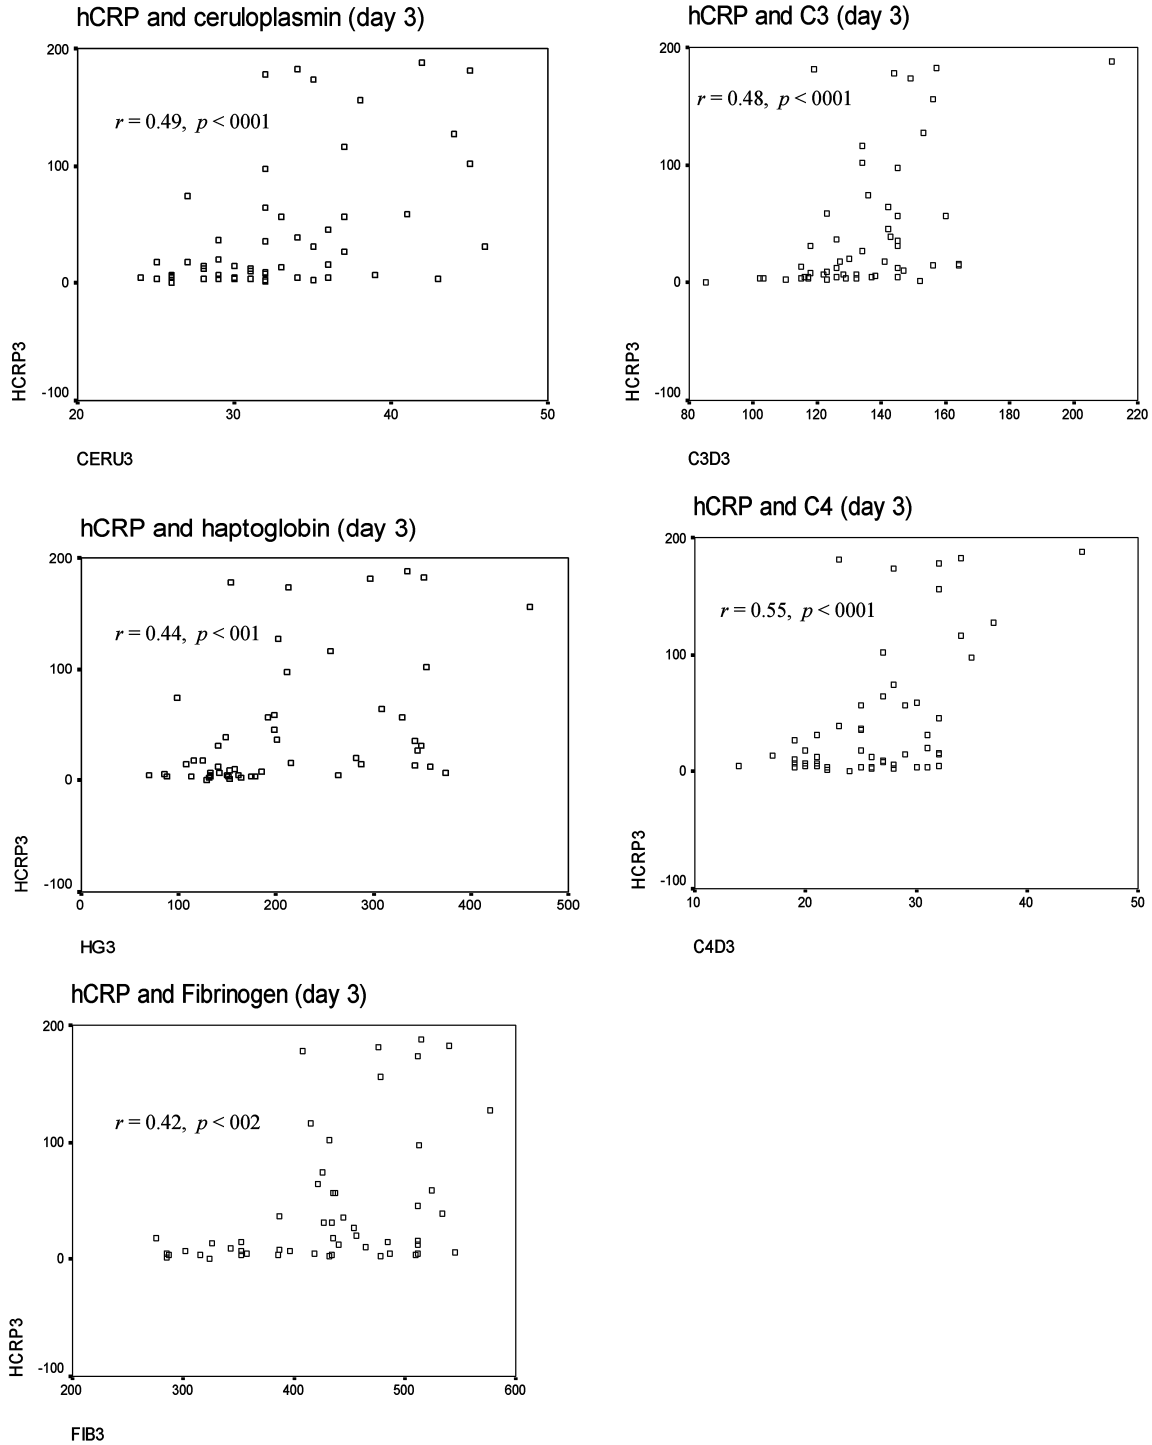 hCRP and ceruloplasmin (day 3)
200
r = 0.49, p < 0001
100
0
HCRP3
-100
20 30 40 50
CERU3
hCRP and C3 (day 3)
200
r = 0.48, p < 0001
100
0
HCRP3
-100
80 100 120 140 160 180 200 220
C3D3
hCRP and haptoglobin (day 3)
200
r = 0.44, p < 001
100
0
HCRP3
-100
0 100 200 300 400 500
HG3
hCRP and C4 (day 3)
200
r = 0.55, p < 0001
100
0
HCRP3
-100
10 20 30 40 50
C4D3
hCRP and Fibrinogen (day 3)
200
r = 0.42, p < 002
100
0
HCRP3
-100
200 300 400 500 600
FIB3